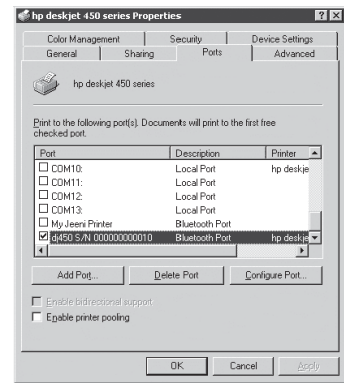 hp deskjet 450 series Properties
Color Management Security Device Settings
General Sharing Ports Advanced
hp deskjet 450 series
Print to the following port(s). Documents will print to the first free
checked port.
Port Description Printer
COM10: Local Port hp deskje
COM11: Local Port
COM12: Local Port
COM13: Local Port
My Jeeni Printer Bluetooth Port
dj450 S/N 000000000010 Bluetooth Port hp deskje
Add Port... Delete Port Configure Port...
Enable bidirectional support
Enable printer pooling
OK Cancel Apply